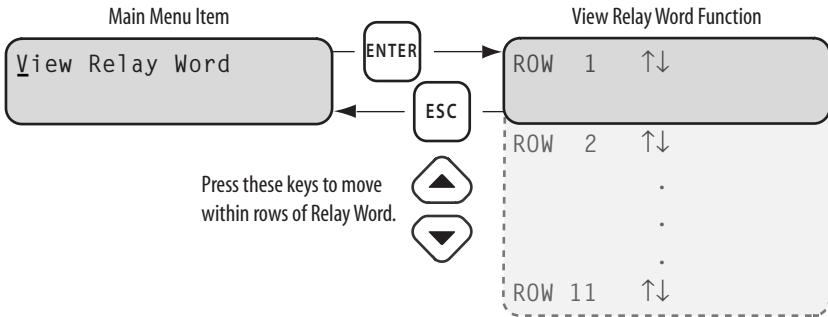 Main Menu Item
View Relay Word Function
View Relay Word
ENTER
ROW 1 ↑↓
ESC
ROW 2 ↑↓
Press these keys to move
within rows of Relay Word.
.
.
.
ROW 11 ↑↓